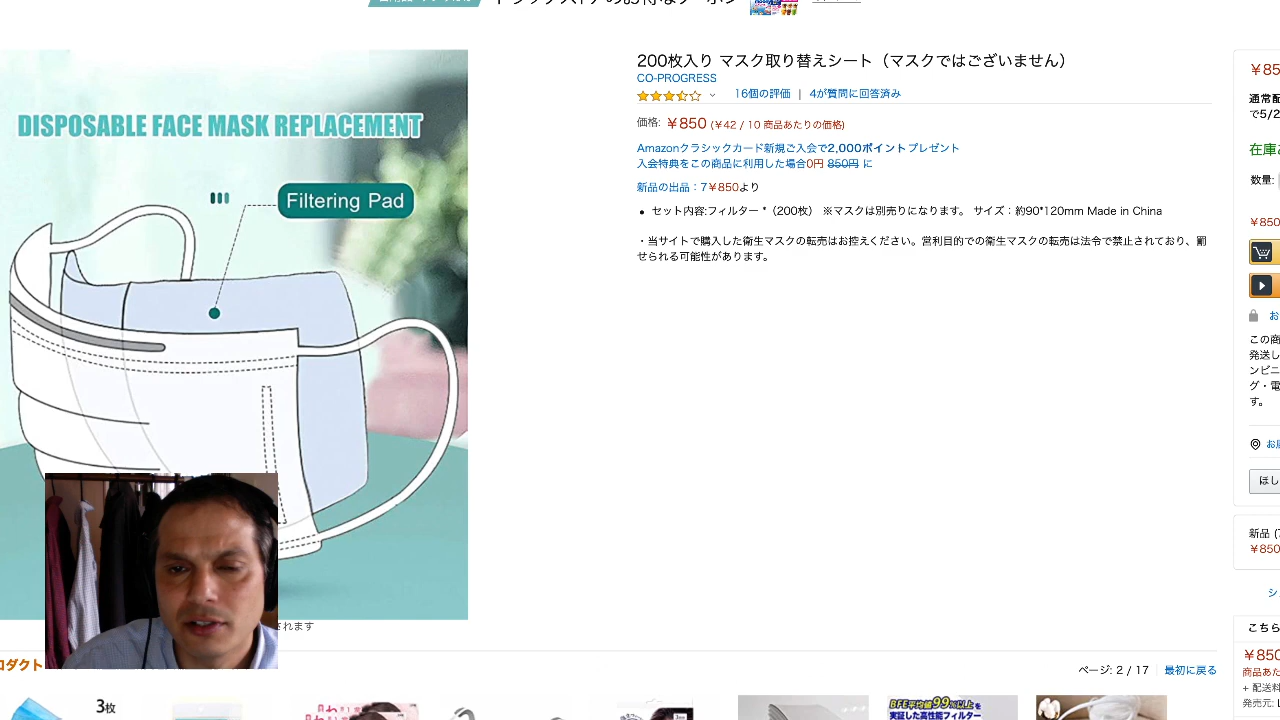 DISPOSABLE FACE MASK REPLACEMENT
Filtering Pad
200枚入り マスク取り替えシート（マスクではございません）
CO-PROGRESS
16個の評価 | 4が質問に回答済み
価格: ￥850 (￥42 / 10 商品あたりの価格)
Amazonクラシックカード新規ご入会で2,000ポイントプレゼント
入会特典をこの商品に利用した場合0円 850円 に
新品の出品：7￥850より
• セット内容:フィルター *（200枚） ※マスクは別売りになります。 サイズ：約90*120mm Made in China
・当サイトで購入した衛生マスクの転売はお控えください。営利目的での衛生マスクの転売は法令で禁止されており、罰
せられる可能性があります。
￥85
通常配
で5/2
在庫
数量:
￥850
お
この商
発送し
ンビニ
グ・電
す。
お届
ほし
新品 (7
￥850
シ
こちら
￥850
商品あた
+ 配送料
発売元:
されます
ロダクト
ページ: 2 / 17 最初に戻る
3枚
BFE平均値99%以上を
実証した高性能フィルター